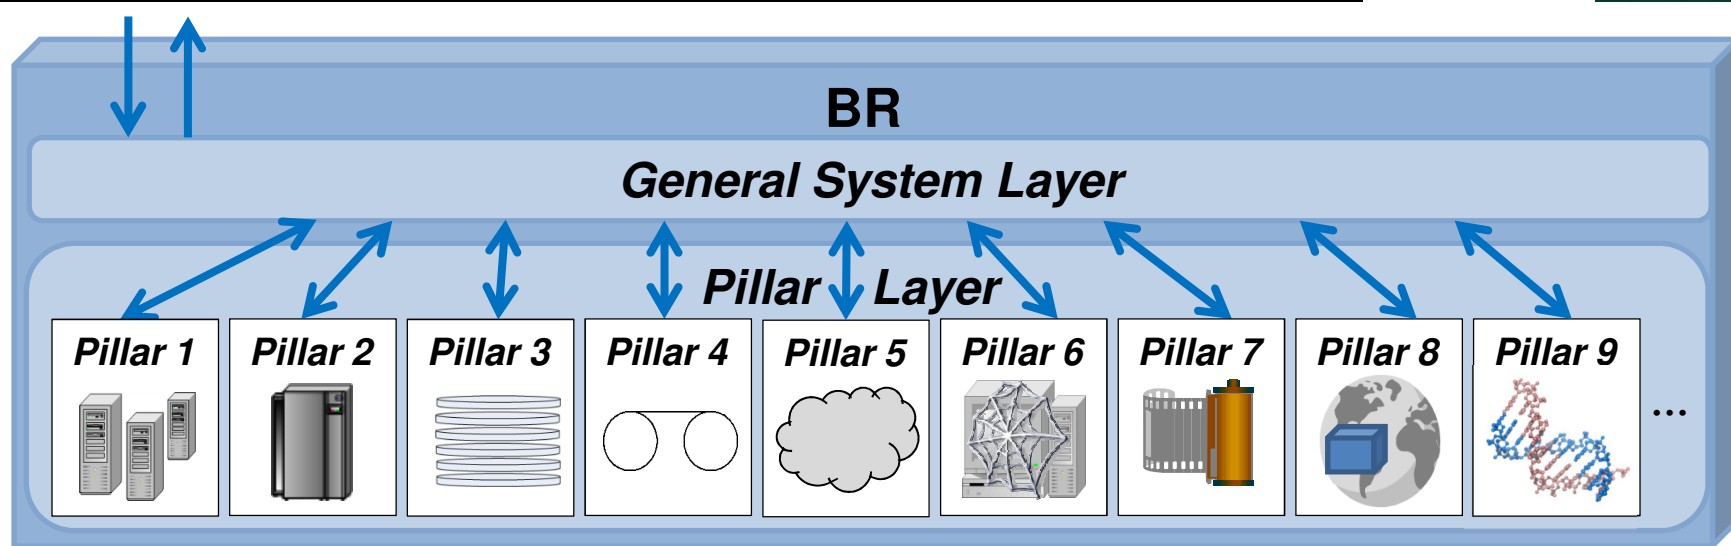 BR
General System Layer
Pillar Layer
Pillar 1
Pillar 2
Pillar 3
Pillar 4
Pillar 5
Pillar 6
Pillar 7
Pillar 8
Pillar 9
...